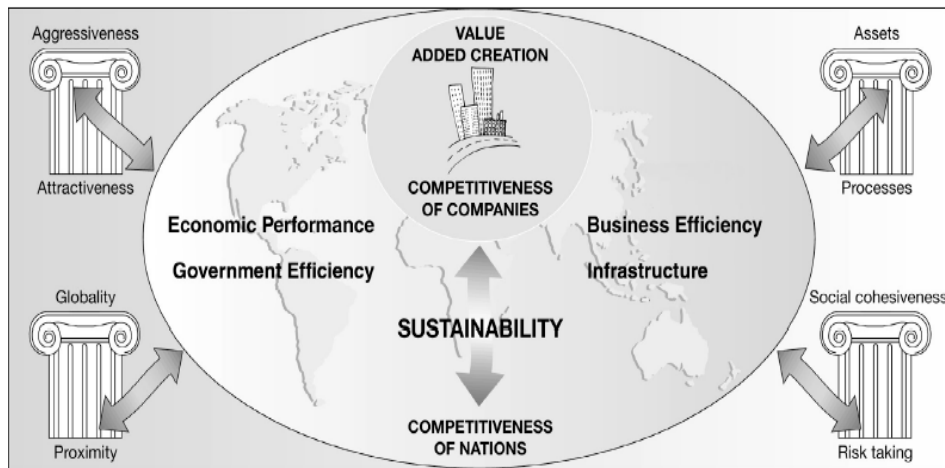 Aggressiveness
Attractiveness
Globality
Proximity
VALUE
ADDED CREATION
COMPETITIVENESS
OF COMPANIES
Economic Performance
Government Efficiency
Business Efficiency
Infrastructure
SUSTAINABILITY
COMPETITIVENESS
OF NATIONS
Assets
Processes
Social cohesiveness
Risk taking